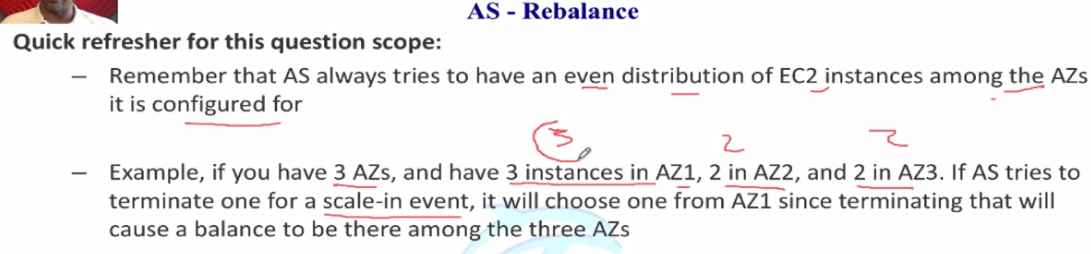 AS - Rebalance
Quick refresher for this question scope:
– Remember that AS always tries to have an even distribution of EC2 instances among the AZs
it is configured for
3 2 2
– Example, if you have 3 AZs, and have 3 instances in AZ1, 2 in AZ2, and 2 in AZ3. If AS tries to
terminate one for a scale-in event, it will choose one from AZ1 since terminating that will
cause a balance to be there among the three AZs